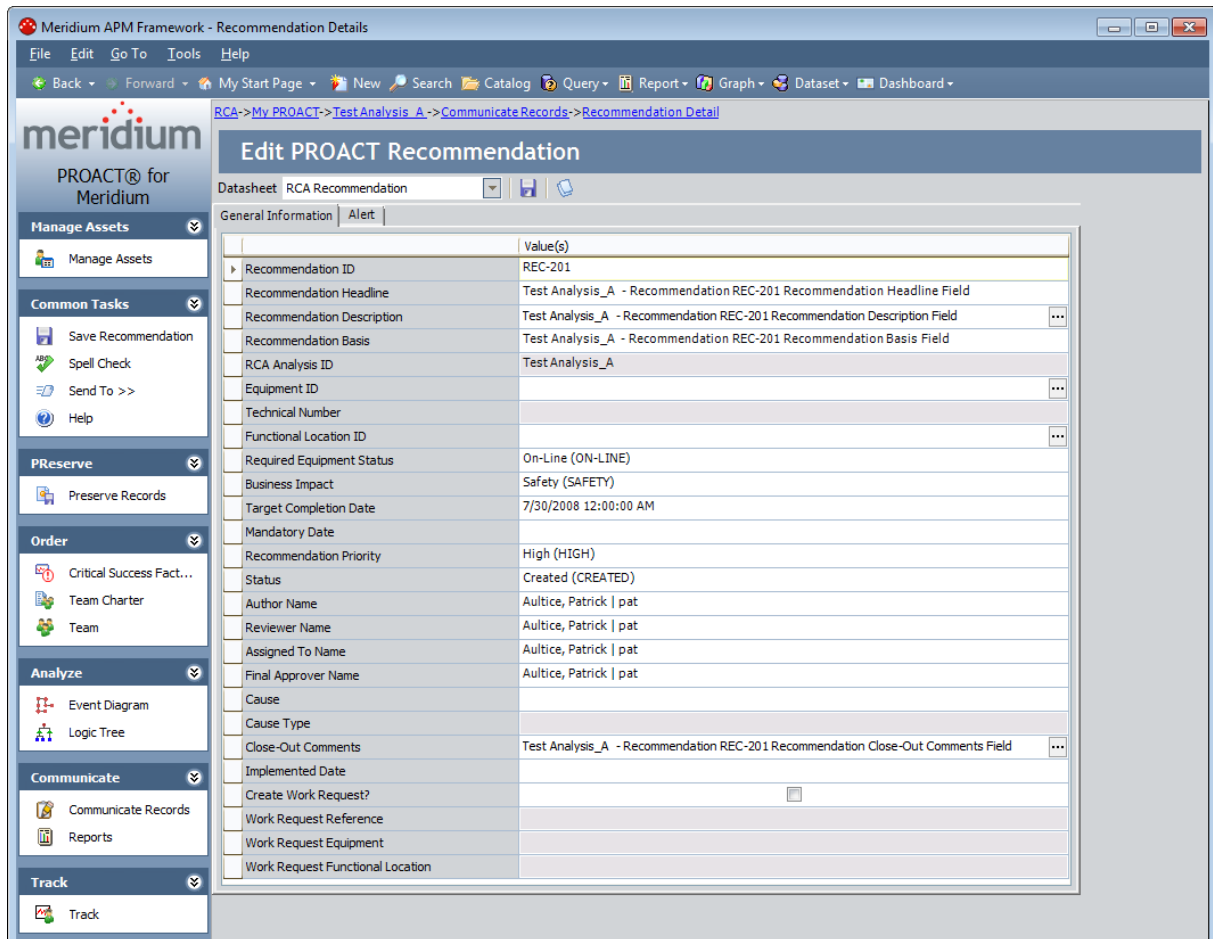 Meridium APM Framework - Recommendation Details
File Edit Go To Tools Help
Back Forward My Start Page New Search Catalog Query Report Graph Dataset Dashboard
meridium
PROACT® for
Meridium
Manage Assets
Manage Assets
Common Tasks
Save Recommendation
ABC
Spell Check
Send To >>
Help
PReserve
Preserve Records
Order
Critical Success Fact...
Team Charter
Team
Analyze
Event Diagram
Logic Tree
Communicate
Communicate Records
Reports
Track
Track
RCA->My PROACT->Test Analysis_A ->Communicate Records->Recommendation Detail
Edit PROACT Recommendation
Datasheet RCA Recommendation
General Information Alert
Value(s)
Recommendation ID REC-201
Recommendation Headline Test Analysis_A - Recommendation REC-201 Recommendation Headline Field
Recommendation Description Test Analysis_A - Recommendation REC-201 Recommendation Description Field ...
Recommendation Basis Test Analysis_A - Recommendation REC-201 Recommendation Basis Field
RCA Analysis ID Test Analysis_A
Equipment ID ...
Technical Number
Functional Location ID ...
Required Equipment Status On-Line (ON-LINE)
Business Impact Safety (SAFETY)
Target Completion Date 7/30/2008 12:00:00 AM
Mandatory Date
Recommendation Priority High (HIGH)
Status Created (CREATED)
Author Name Aultice, Patrick | pat
Reviewer Name Aultice, Patrick | pat
Assigned To Name Aultice, Patrick | pat
Final Approver Name Aultice, Patrick | pat
Cause
Cause Type
Close-Out Comments Test Analysis_A - Recommendation REC-201 Recommendation Close-Out Comments Field ...
Implemented Date
Create Work Request?
Work Request Reference
Work Request Equipment
Work Request Functional Location